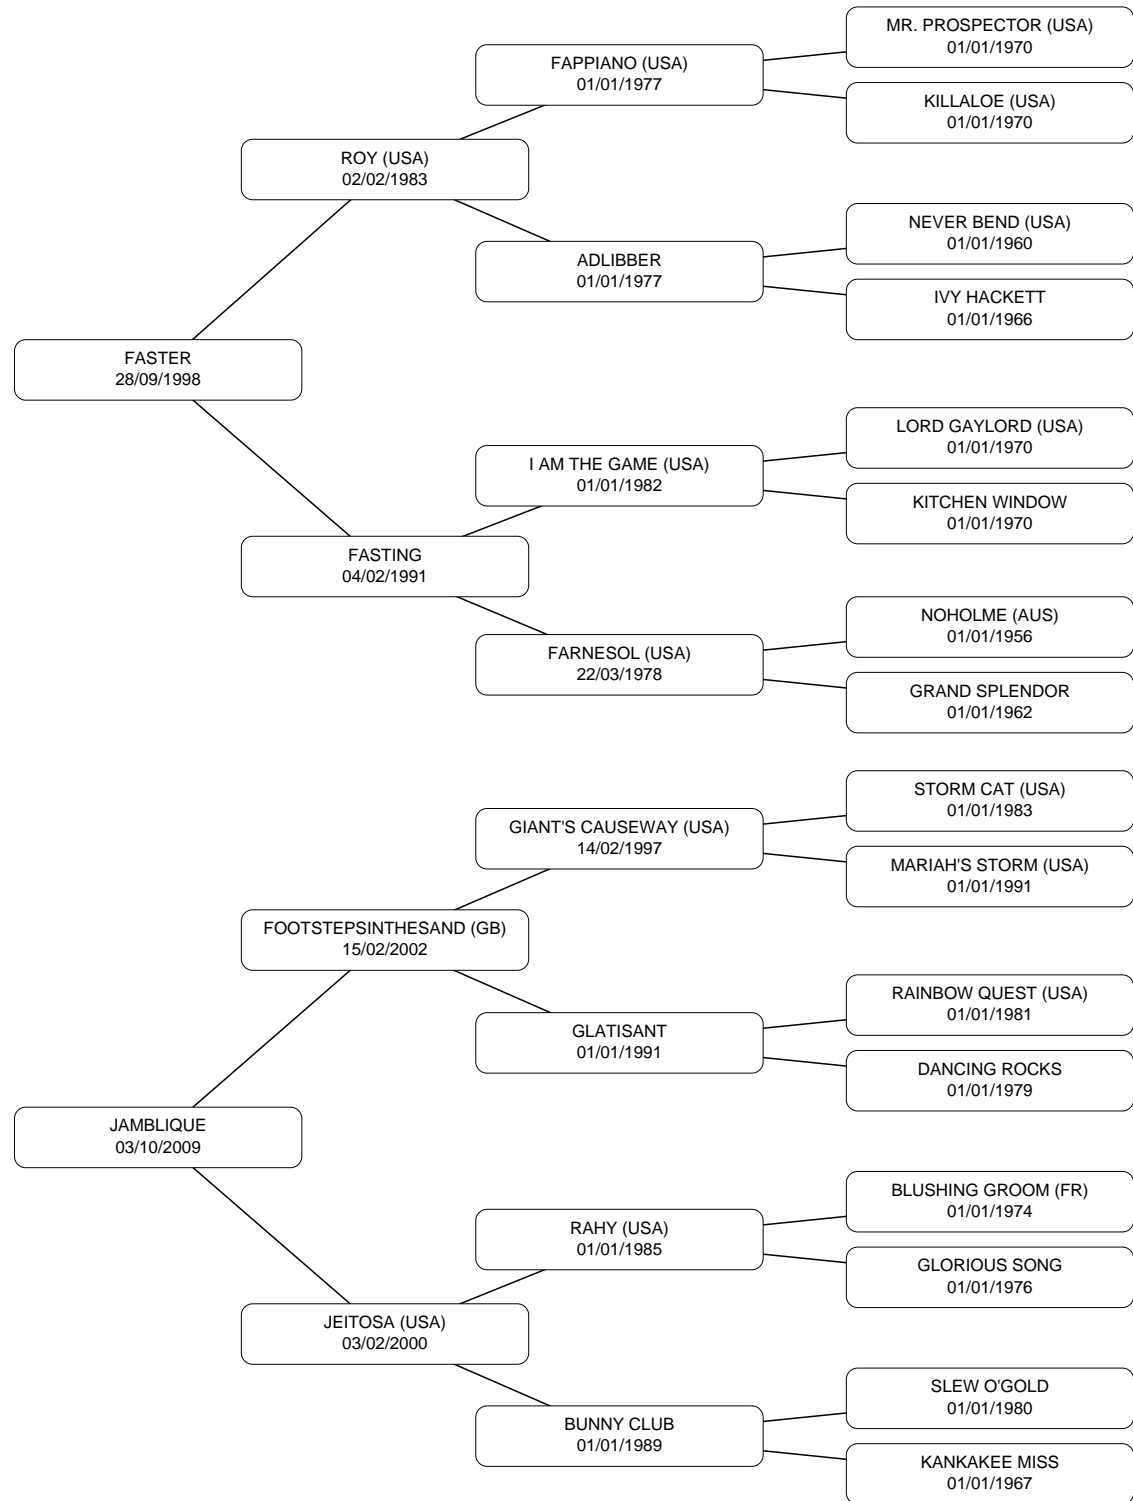 MR. PROSPECTOR (USA)
01/01/1970
FAPPIANO (USA)
01/01/1977
KILLALOE (USA)
01/01/1970
ROY (USA)
02/02/1983
NEVER BEND (USA)
01/01/1960
ADLIBBER
01/01/1977
IVY HACKETT
01/01/1966
FASTER
28/09/1998
LORD GAYLORD (USA)
01/01/1970
I AM THE GAME (USA)
01/01/1982
KITCHEN WINDOW
01/01/1970
FASTING
04/02/1991
NOHOLME (AUS)
01/01/1956
FARNESOL (USA)
22/03/1978
GRAND SPLENDOR
01/01/1962
STORM CAT (USA)
01/01/1983
GIANT'S CAUSEWAY (USA)
14/02/1997
MARIAH'S STORM (USA)
01/01/1991
FOOTSTEPSINTHESAND (GB)
15/02/2002
RAINBOW QUEST (USA)
01/01/1981
GLATISANT
01/01/1991
DANCING ROCKS
01/01/1979
JAMBLIQUE
03/10/2009
BLUSHING GROOM (FR)
01/01/1974
RAHY (USA)
01/01/1985
GLORIOUS SONG
01/01/1976
JEITOSA (USA)
03/02/2000
SLEW O'GOLD
01/01/1980
BUNNY CLUB
01/01/1989
KANKAKEE MISS
01/01/1967